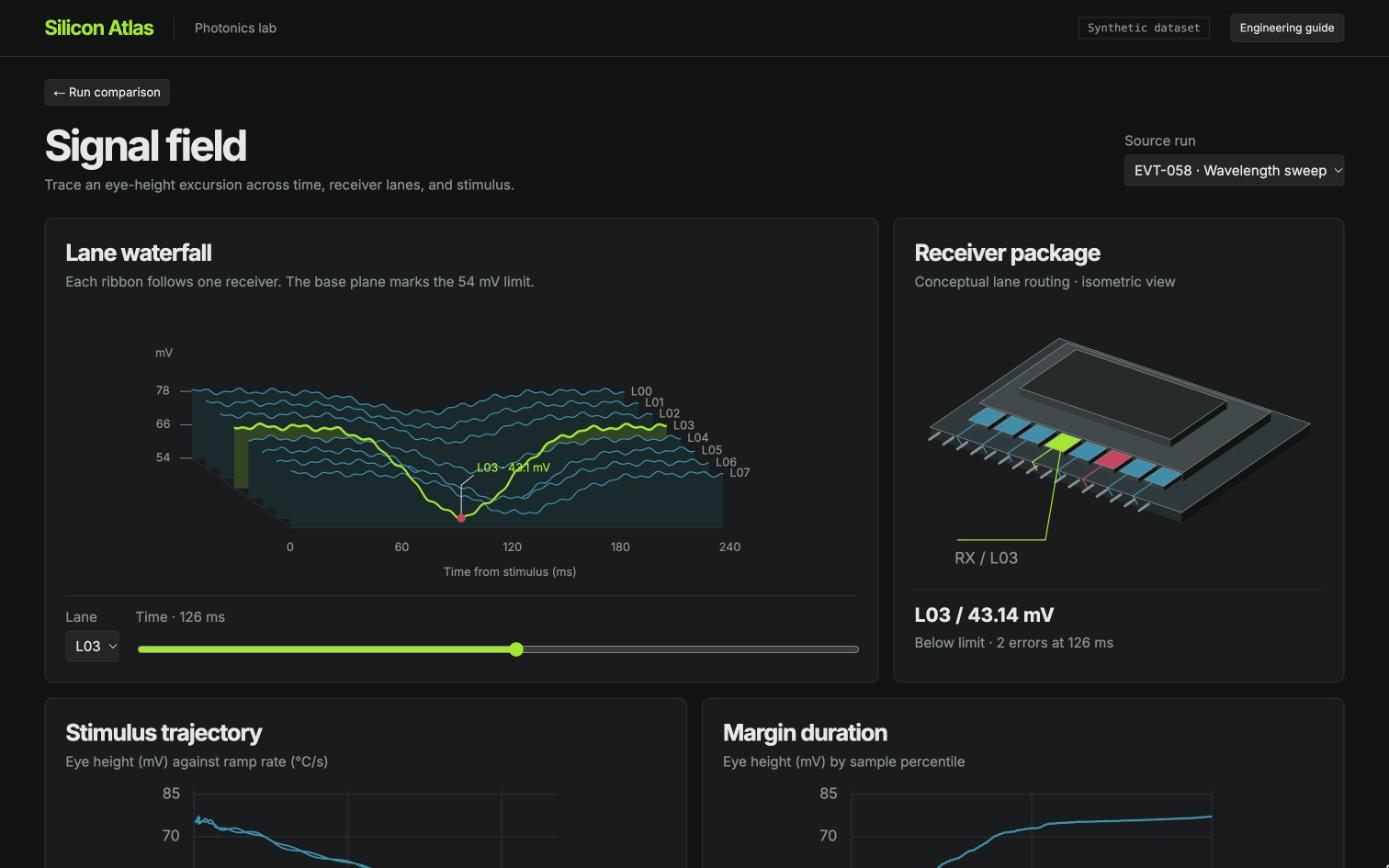 Silicon Atlas
Photonics lab
Synthetic dataset
Engineering guide
← Run comparison
Signal field
Trace an eye-height excursion across time, receiver lanes, and stimulus.
Source run
EVT-058 · Wavelength sweep
Lane waterfall
Each ribbon follows one receiver. The base plane marks the 54 mV limit.
mV
78
66
54
L00
L01
L02
L03
L04
L05
L06
L07
L03 · 43.1 mV
0 60 120 180 240
Time from stimulus (ms)
Lane
Time · 126 ms
L03
Receiver package
Conceptual lane routing · isometric view
RX / L03
L03 / 43.14 mV
Below limit · 2 errors at 126 ms
Stimulus trajectory
Eye height (mV) against ramp rate (°C/s)
85
70
Margin duration
Eye height (mV) by sample percentile
85
70